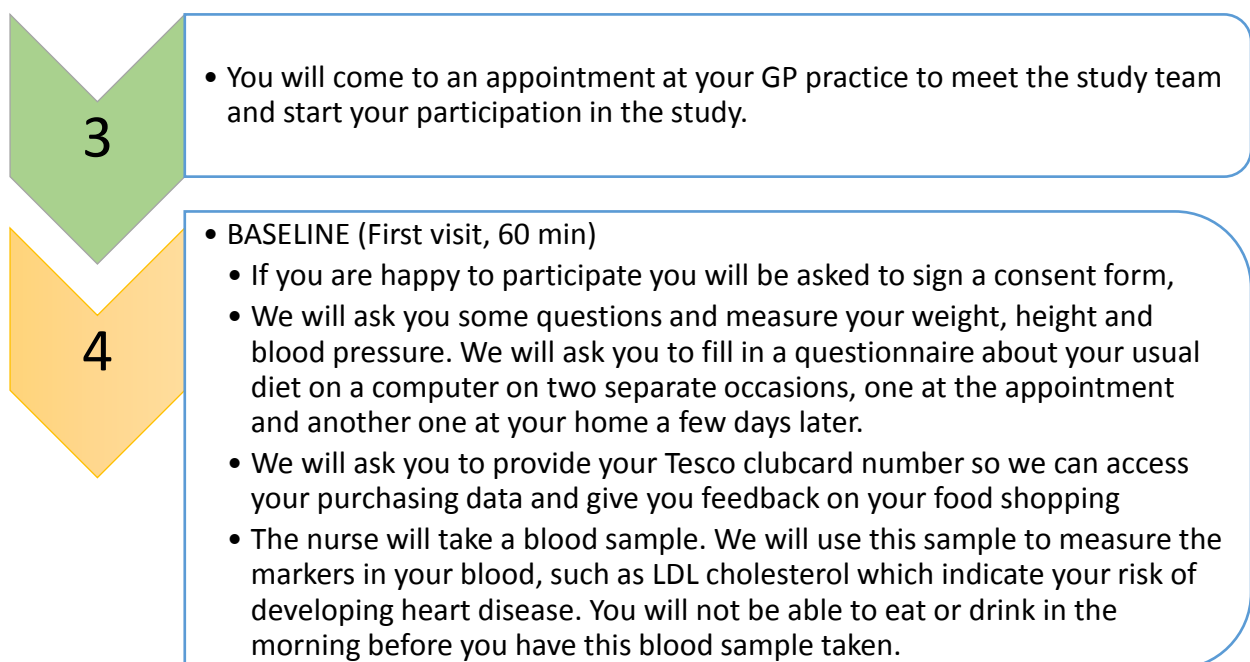 3
• You will come to an appointment at your GP practice to meet the study team
and start your participation in the study.
4
• BASELINE (First visit, 60 min)
• If you are happy to participate you will be asked to sign a consent form,
• We will ask you some questions and measure your weight, height and
blood pressure. We will ask you to fill in a questionnaire about your usual
diet on a computer on two separate occasions, one at the appointment
and another one at your home a few days later.
• We will ask you to provide your Tesco clubcard number so we can access
your purchasing data and give you feedback on your food shopping
• The nurse will take a blood sample. We will use this sample to measure the
markers in your blood, such as LDL cholesterol which indicate your risk of
developing heart disease. You will not be able to eat or drink in the
morning before you have this blood sample taken.